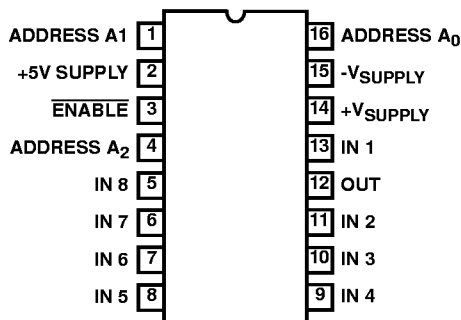 ADDRESS A1 1 16 ADDRESS A0
+5V SUPPLY 2 15 -VSUPPLY
ENABLE 3 14 +VSUPPLY
ADDRESS A2 4 13 IN 1
IN 8 5 12 OUT
IN 7 6 11 IN 2
IN 6 7 10 IN 3
IN 5 8 9 IN 4